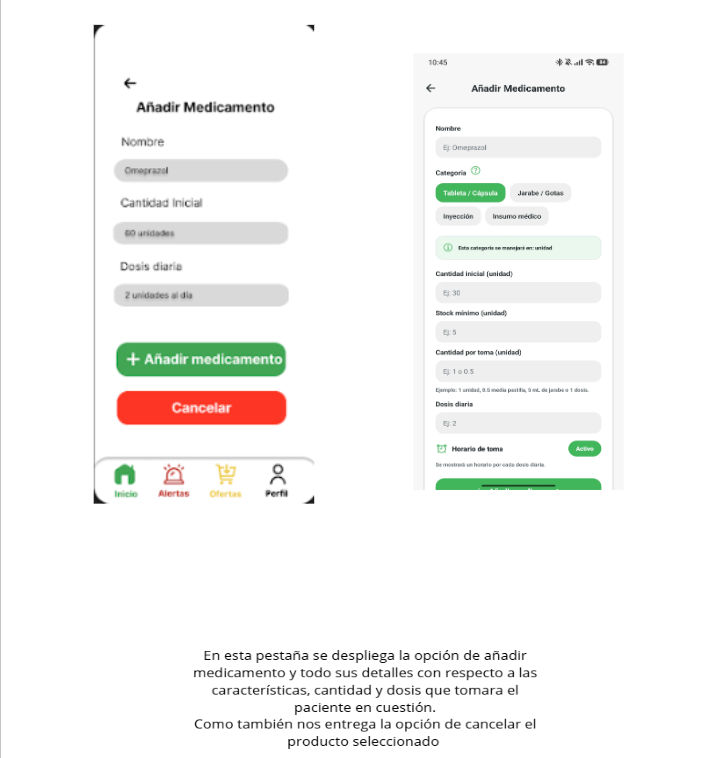 Añadir Medicamento
Nombre
Omeprazol
Cantidad Inicial
60 unidades
Dosis diaria
2 unidades al día
+ Añadir medicamento
Cancelar
Inicio
Alertas
Ofertas
Perfil
10:45
Añadir Medicamento
Nombre
Ej: Omeprazol
Categoría ?
Tableta / Cápsula
Jarabe / Gotas
Inyección
Insumo médico
Esta categoría se manejará en: unidad
Cantidad inicial (unidad)
Ej: 30
Stock mínimo (unidad)
Ej: 5
Cantidad por toma (unidad)
Ej: 1 o 0.5
Ejemplo: 1 unidad, 0.5 media pastilla, 5 mL de jarabe o 1 dosis.
Dosis diaria
Ej: 2
Horario de toma
Activo
Se mostrará un horario por cada dosis diaria.
En esta pestaña se despliega la opción de añadir
medicamento y todo sus detalles con respecto a las
características, cantidad y dosis que tomara el
paciente en cuestión.
Como también nos entrega la opción de cancelar el
producto seleccionado